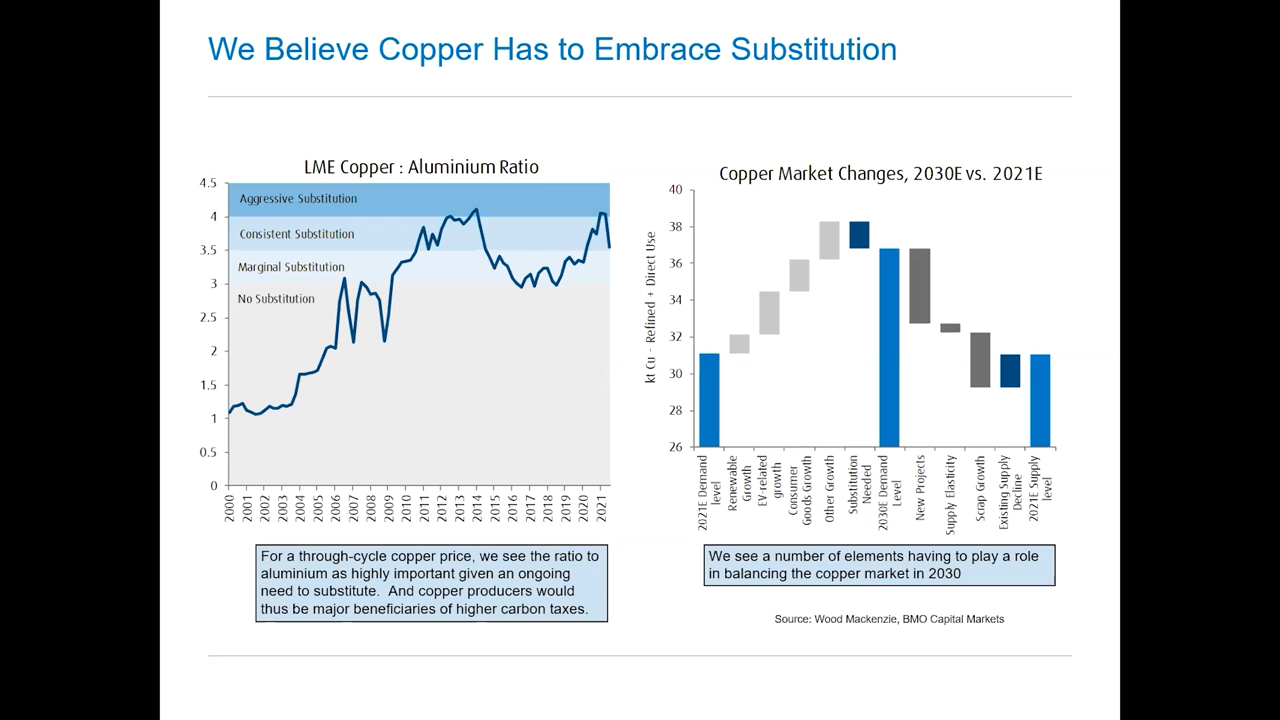 We Believe Copper Has to Embrace Substitution
LME Copper : Aluminium Ratio
4.5
4
3.5
3
2.5
2
1.5
1
0.5
0
Aggressive Substitution
Consistent Substitution
Marginal Substitution
No Substitution
2000
2001
2002
2003
2004
2005
2006
2007
2008
2009
2010
2011
2012
2013
2014
2015
2016
2017
2018
2019
2020
2021
For a through-cycle copper price, we see the ratio to
aluminium as highly important given an ongoing
need to substitute. And copper producers would
thus be major beneficiaries of higher carbon taxes.
Copper Market Changes, 2030E vs. 2021E
kt Cu - Refined + Direct Use
40
38
36
34
32
30
28
26
2021E Demand
level
Renewable
Growth
EV-related
growth
Consumer
Goods Growth
Other Growth
Substitution
Needed
2030E Demand
Level
New Projects
Supply Elasticity
Scrap Growth
Existing Supply
Decline
2021E Supply
level
We see a number of elements having to play a role
in balancing the copper market in 2030
Source: Wood Mackenzie, BMO Capital Markets